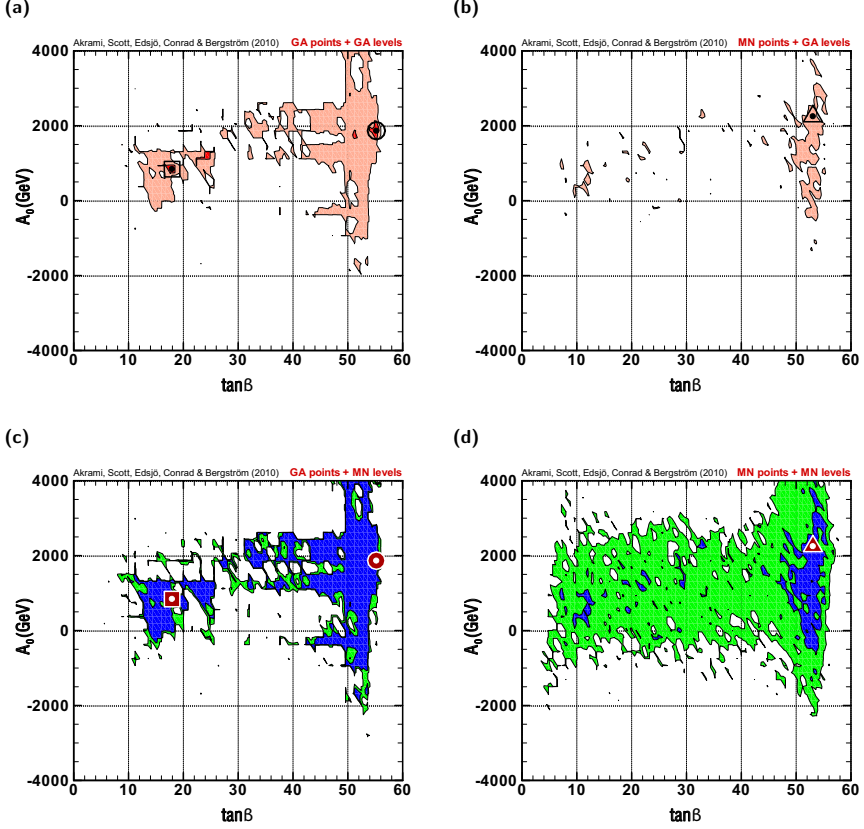 (a)
(b)
Akrami, Scott, Edsjö, Conrad & Bergström (2010) GA points + GA levels
4000
2000
0
-2000
-4000
A₀(GeV)
0 10 20 30 40 50 60
tanβ
Akrami, Scott, Edsjö, Conrad & Bergström (2010) MN points + GA levels
4000
2000
0
-2000
-4000
A₀(GeV)
0 10 20 30 40 50 60
tanβ
(c)
(d)
Akrami, Scott, Edsjö, Conrad & Bergström (2010) GA points + MN levels
4000
2000
0
-2000
-4000
A₀(GeV)
0 10 20 30 40 50 60
tanβ
Akrami, Scott, Edsjö, Conrad & Bergström (2010) MN points + MN levels
4000
2000
0
-2000
-4000
A₀(GeV)
0 10 20 30 40 50 60
tanβ